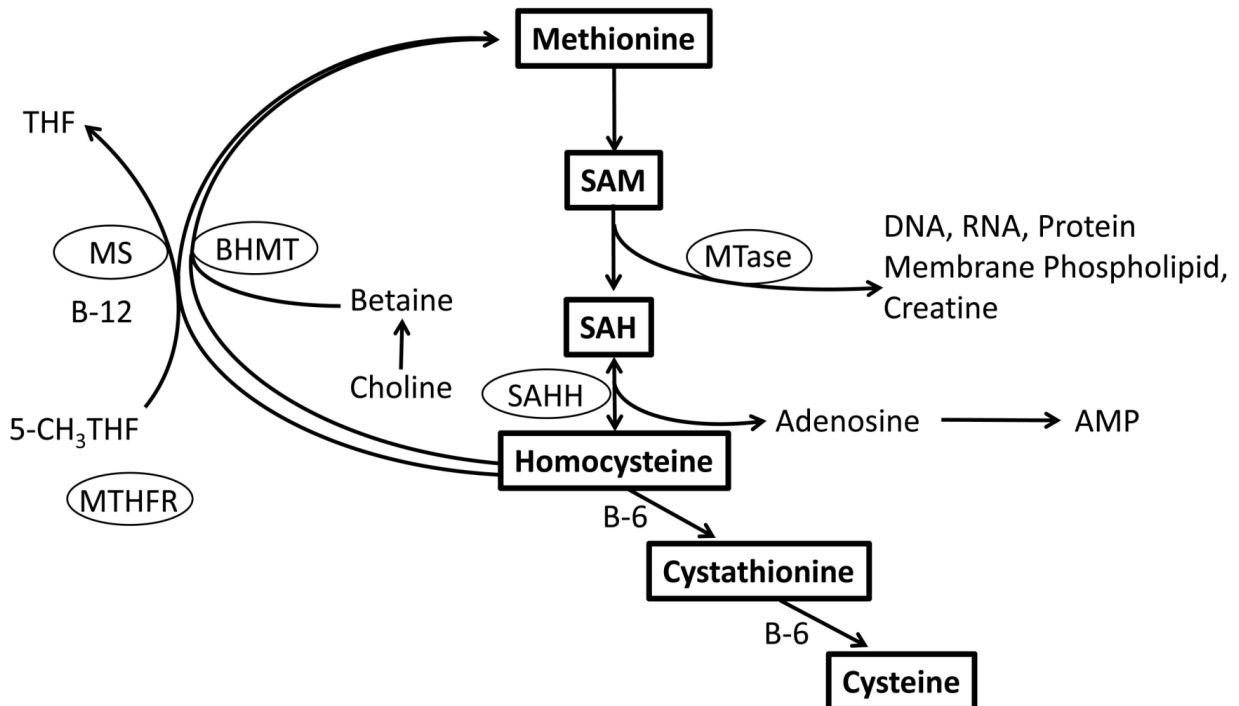 Methionine
THF
SAM
MS
BHMT
MTase
DNA, RNA, Protein
Membrane Phospholipid,
Creatine
B-12
Betaine
SAH
Choline
SAHH
5-CH₃THF
Adenosine
AMP
Homocysteine
MTHFR
B-6
Cystathionine
B-6
Cysteine